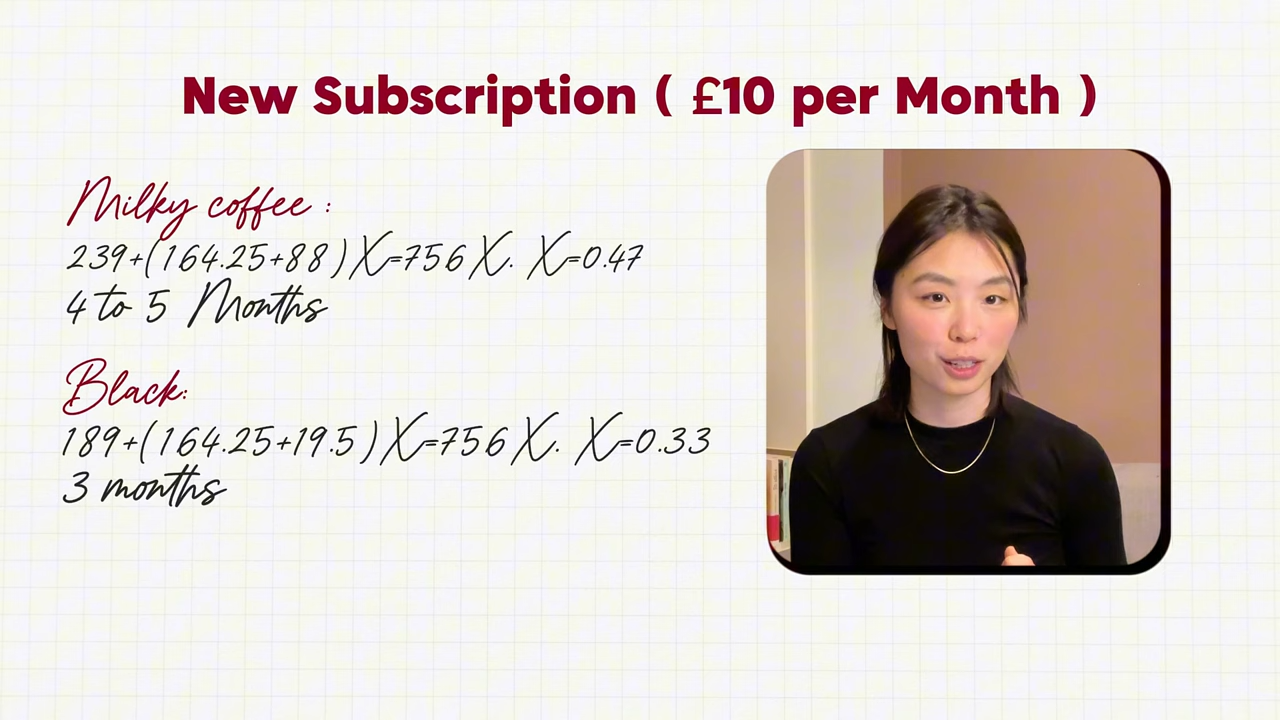 New Subscription ( £10 per Month )
Milky coffee :
239+(164.25+88)X=756X. X=0.47
4 to 5 Months
Black:
189+(164.25+19.5)X=756X. X=0.33
3 months